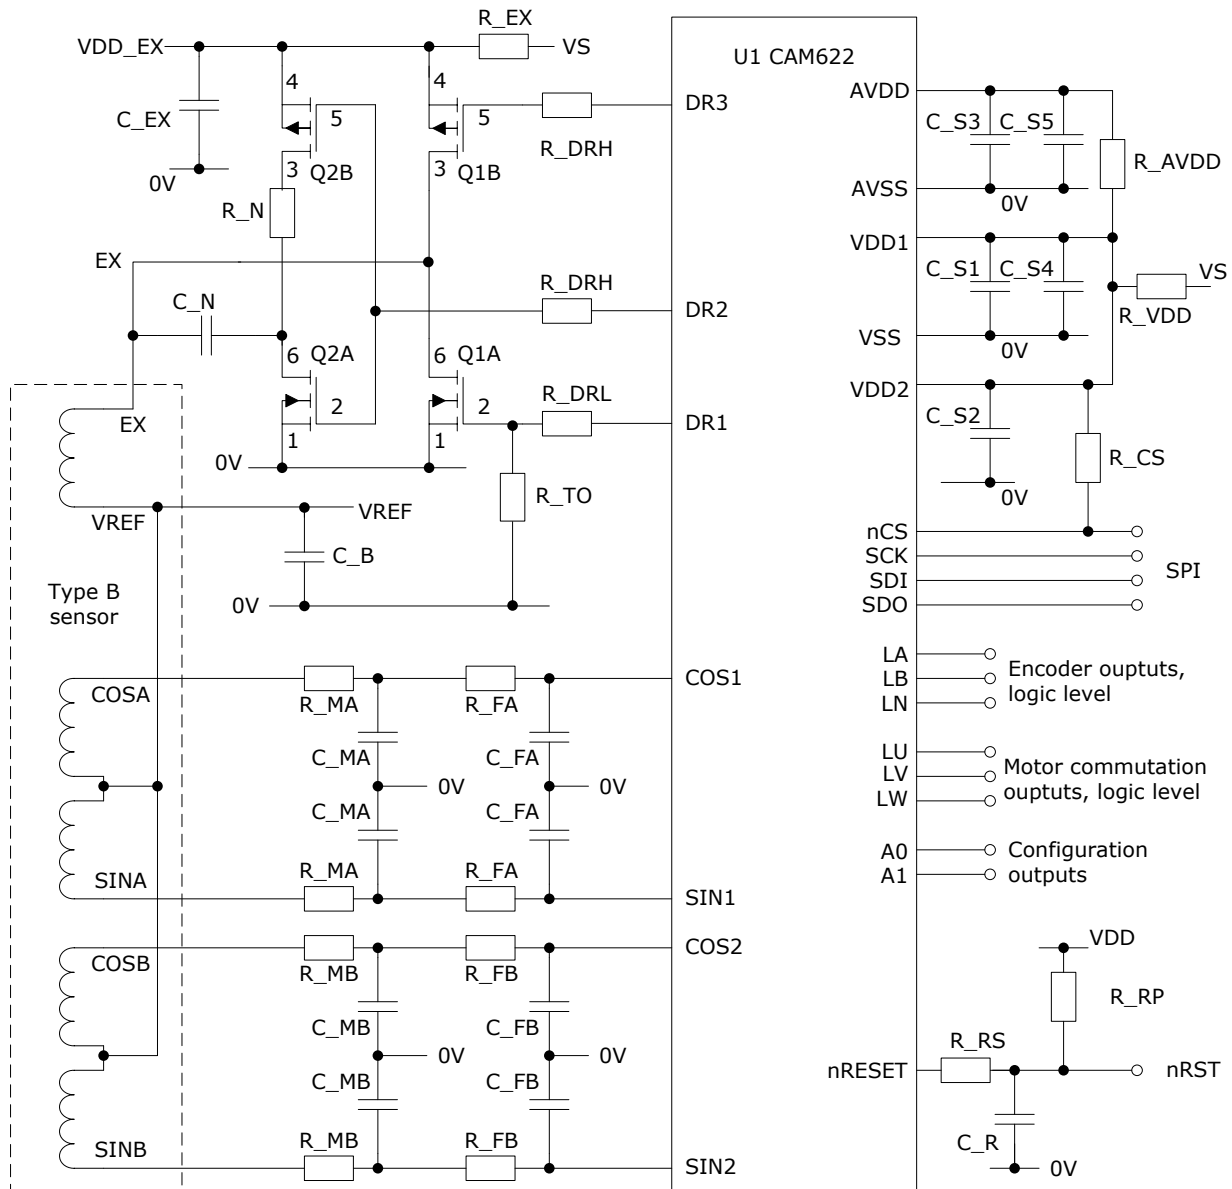 R_EX
VDD_EX
VS
U1 CAM622
4
4
AVDD
C_EX
5
5
DR3
C_S3
C_S5
R_DRH
R_AVDD
3
3
0V
Q2B
Q1B
AVSS
0V
R_N
VDD1
EX
C_S1
C_S4
VS
R_DRH
C_N
DR2
R_VDD
VSS
0V
6
Q2A
6
Q1A
VDD2
R_DRL
2
2
EX
DR1
C_S2
1
1
0V
R_CS
R_TO
0V
VREF
VREF
nCS
C_B
SCK
SPI
SDI
Type B
sensor
0V
SDO
LA
Encoder ouptuts,
logic level
COSA
COS1
LB
R_MA
R_FA
LN
C_MA
C_FA
LU
0V
0V
LV
Motor commutation
ouptuts, logic level
C_MA
C_FA
LW
A0
Configuration
outputs
R_MA
R_FA
A1
SINA
SIN1
VDD
COSB
COS2
R_MB
R_FB
R_RP
C_MB
C_FB
R_RS
0V
0V
nRESET
nRST
C_MB
C_FB
R_MB
R_FB
C_R
SINB
SIN2
0V